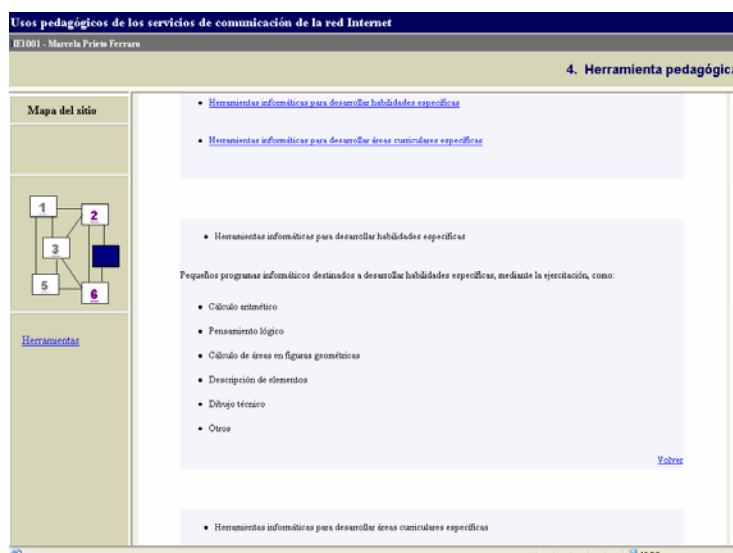 Usos pedagógicos de los servicios de comunicación de la red Internet
IE1001 - Marcela Prieto Ferraro
4. Herramienta pedagógica
Mapa del sitio
1
2
3
5
6
Herramientas
Herramientas informáticas para desarrollar habilidades específicas
Herramientas informáticas para desarrollar áreas curriculares específicas
Herramientas informáticas para desarrollar habilidades específicas
Pequeños programas informáticos destinados a desarrollar habilidades específicas, mediante la ejercitación, como:
Cálculo aritmético
Pensamiento lógico
Cálculo de áreas en figuras geométricas
Descripción de elementos
Dibujo técnico
Otros
Volver
Herramientas informáticas para desarrollar áreas curriculares específicas